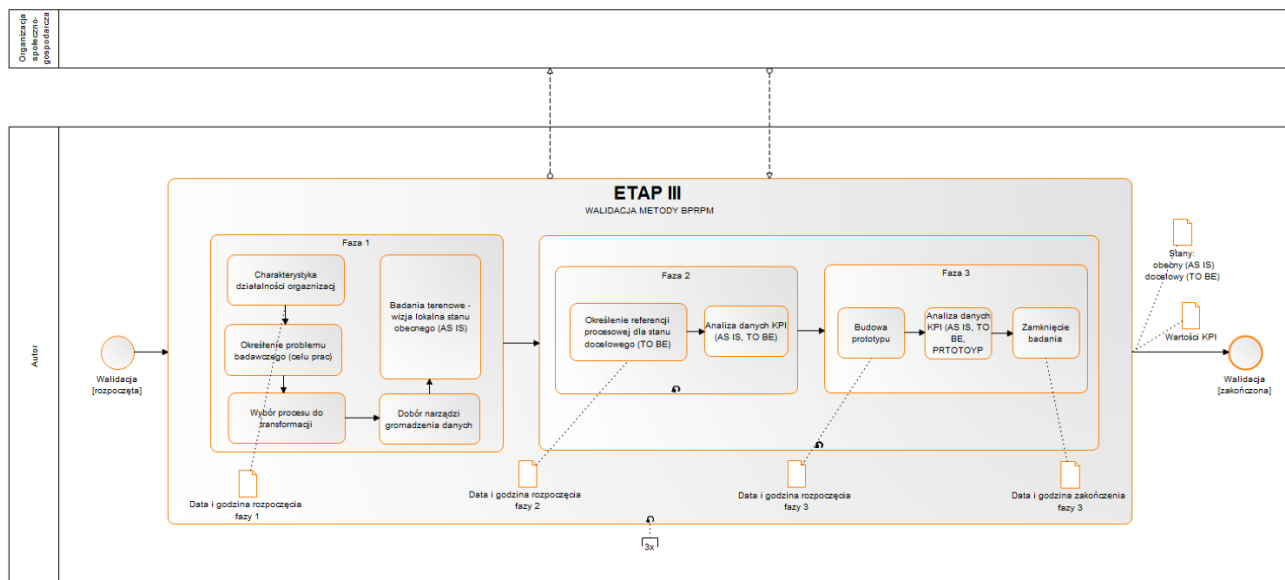 Organizacja
społeczno-
gospodarcza
Autor
ETAP III
WALIDACJA METODY BPRPM
Faza 1
Charakterystyka
działalności orgaznizacj
Określenie problemu
badawczego (celu prac)
Wybór procesu do
transformacji
Badania terenowe -
wizja lokalna stanu
obecnego (AS IS)
Dobór narządzi
gromadzenia danych
Faza 2
Określenie referencji
procesowej dla stanu
docelowego (TO BE)
Analiza danych KPI
(AS IS, TO BE)
Faza 3
Budowa
prototypu
Analiza danych
KPI (AS IS, TO
BE,
PRTOTOYP
Zamknięcie
badania
Stany:
obecny (AS IS)
docelowy (TO BE)
Wartości KPI
Walidacja
[rozpoczęta]
Walidacja
[zakończona]
Data i godzina rozpoczęcia
fazy 1
Data i godzina rozpoczęcia
fazy 2
Data i godzina rozpoczęcia
fazy 3
Data i godzina zakończenia
fazy 3
3x